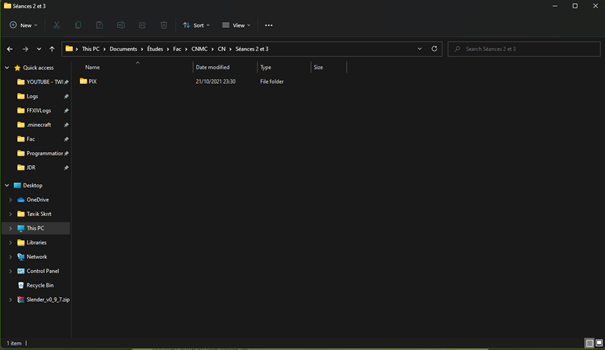 Séances 2 et 3
New
Sort
View
This PC > Documents > Études > Fac > CNMC > CN > Séances 2 et 3
Search Séances 2 et 3
Name Date modified Type Size
PIX 21/10/2021 23:30 File folder
Quick access
YOUTUBE - TWI
Logs
FFXIVLogs
.minecraft
Fac
Programmation
JDR
Desktop
OneDrive
Tøvik Skrrt
This PC
Libraries
Network
Control Panel
Recycle Bin
Slender_v0_9_7.zip
1 item